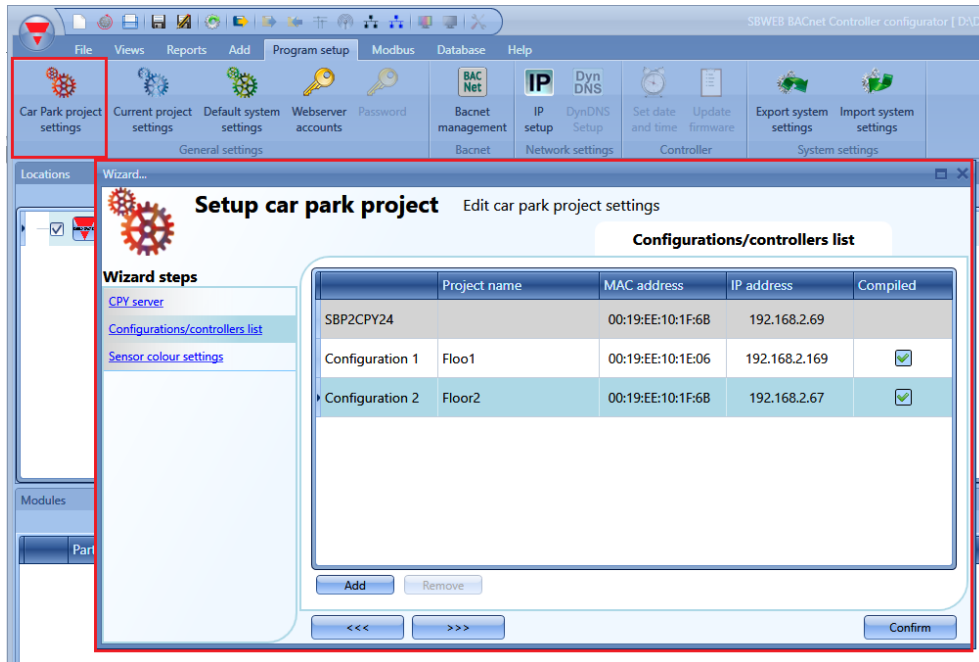 SBWEB BACnet Controller configurator [ D:\D
File Views Reports Add Program setup Modbus Database Help
BAC Net IP Dyn DNS
Car Park project settings
Current project settings
Default system settings
Webserver accounts
Password
Bacnet management
IP setup
DynDNS Setup
Set date and time
Update firmware
Export system settings
Import system settings
General settings Bacnet Network settings Controller System settings
Locations
Wizard...
Setup car park project Edit car park project settings
Configurations/controllers list
Wizard steps
CPY server
Configurations/controllers list
Sensor colour settings
Project name MAC address IP address Compiled
SBP2CPY24 00:19:EE:10:1F:6B 192.168.2.69
Configuration 1 Floo1 00:19:EE:10:1E:06 192.168.2.169
Configuration 2 Floor2 00:19:EE:10:1F:6B 192.168.2.67
Modules
Part
Add Remove
<<< >>> Confirm